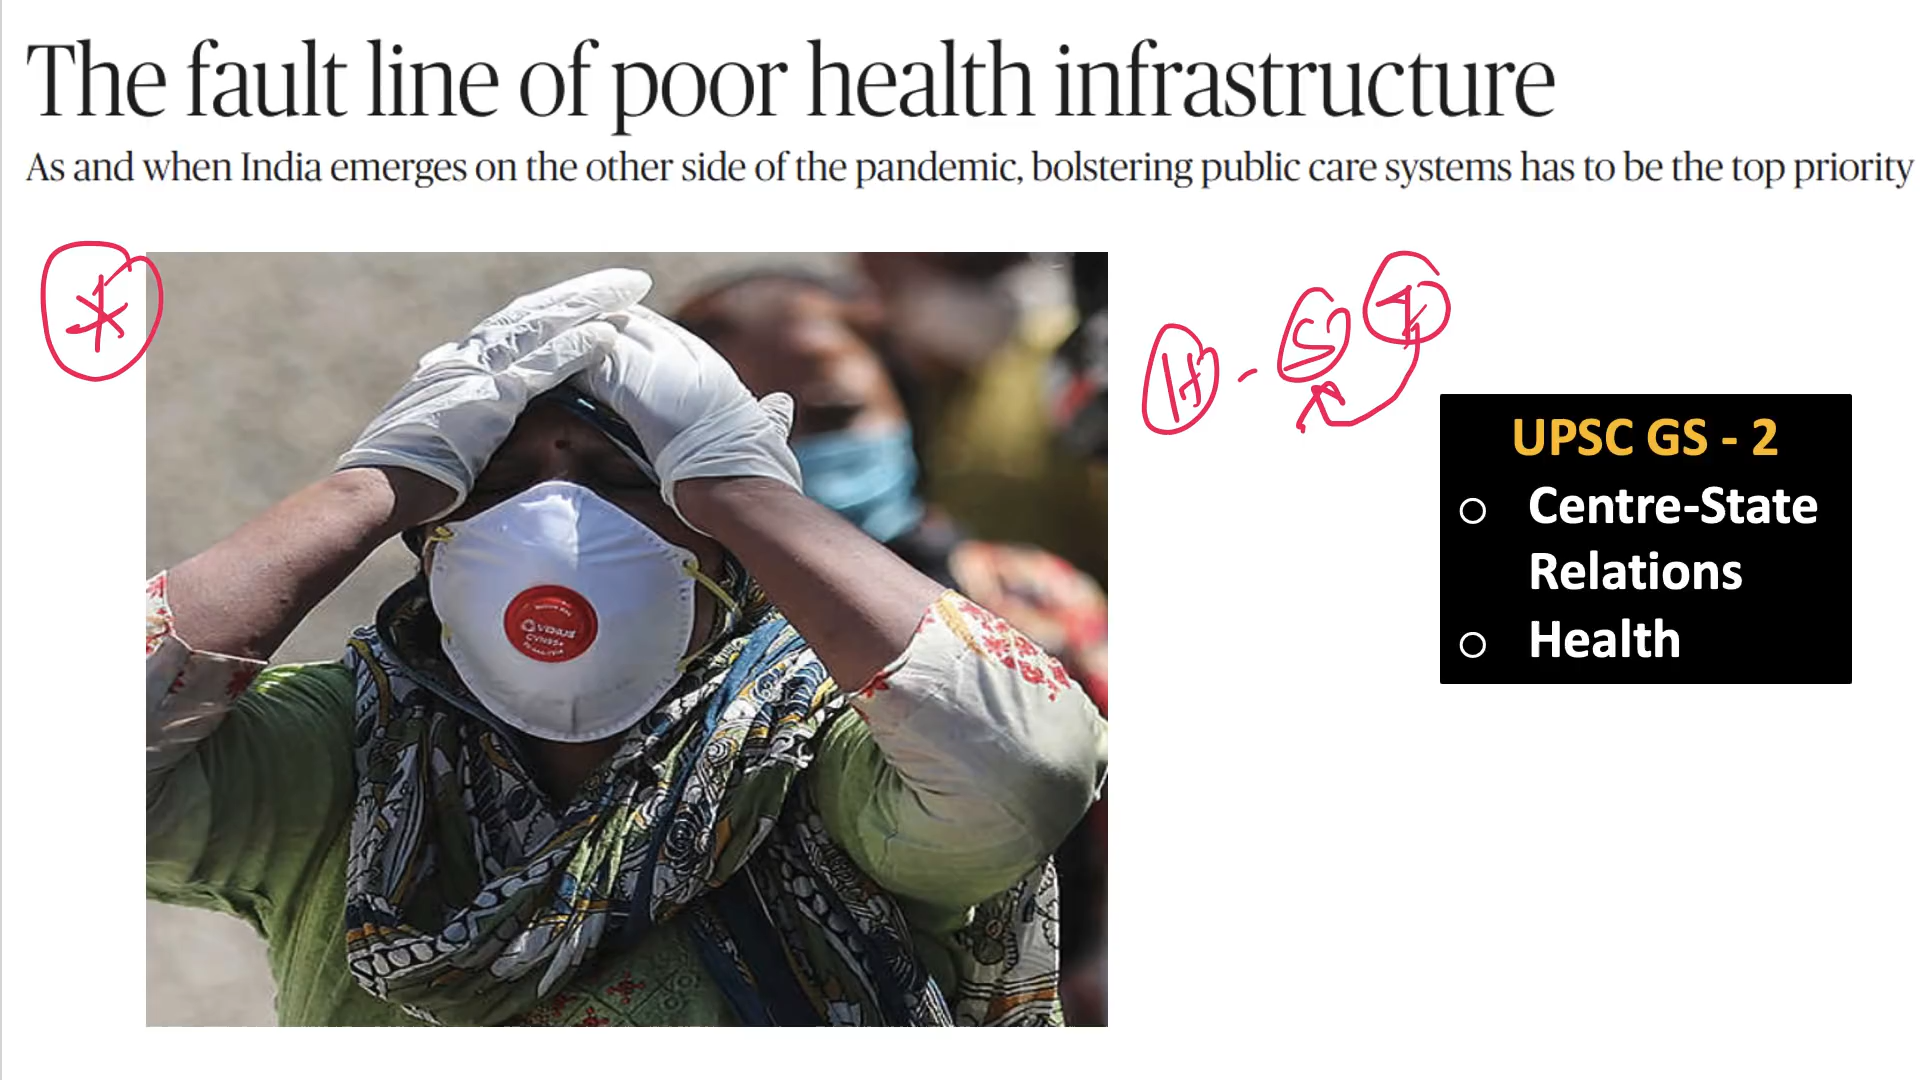 The fault line of poor health infrastructure
As and when India emerges on the other side of the pandemic, bolstering public care systems has to be the top priority
H - S
UPSC GS - 2
Centre-State
Relations
Health
VENUS